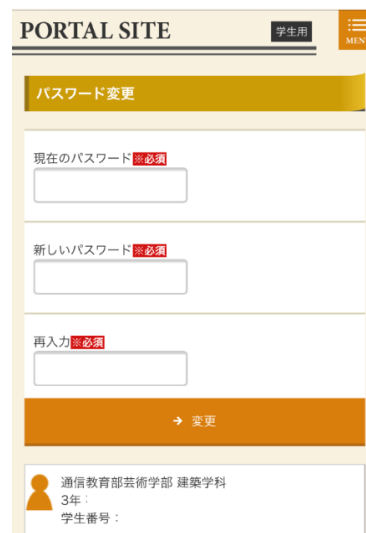 PORTAL SITE 学生用
MEN
パスワード変更
現在のパスワード※必須
新しいパスワード※必須
再入力※必須
→ 変更
通信教育部芸術学部 建築学科
3年:
学生番号: